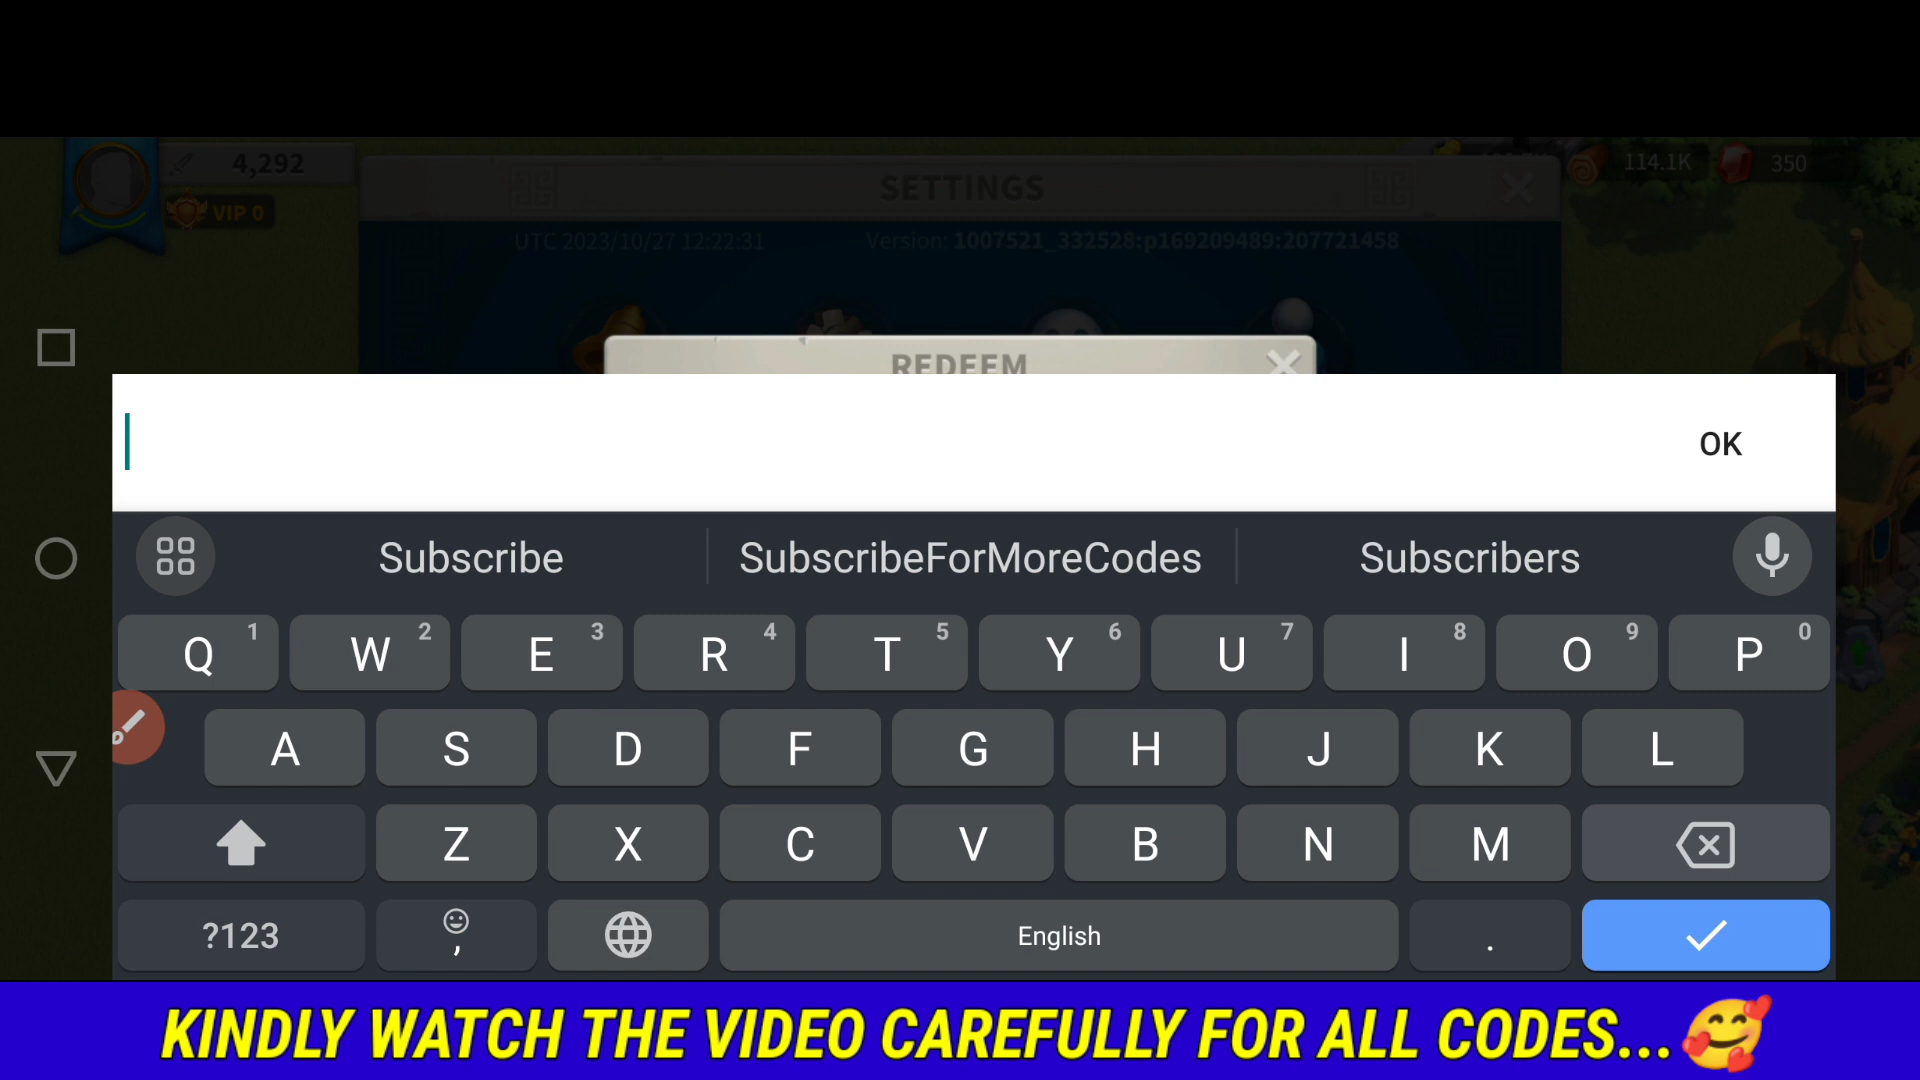 4,292
VIP 0
114.1K
350
SETTINGS
UTC 2023/10/27 12:22:31
Version: 1007521_332528:p169209489:207721458
REDEEM
OK
Subscribe
SubscribeForMoreCodes
Subscribers
Q 1 W 2 E 3 R 4 T 5 Y 6 U 7 I 8 O 9 P 0
A S D F G H J K L
Z X C V B N M
?123 , English .
KINDLY WATCH THE VIDEO CAREFULLY FOR ALL CODES...🥰